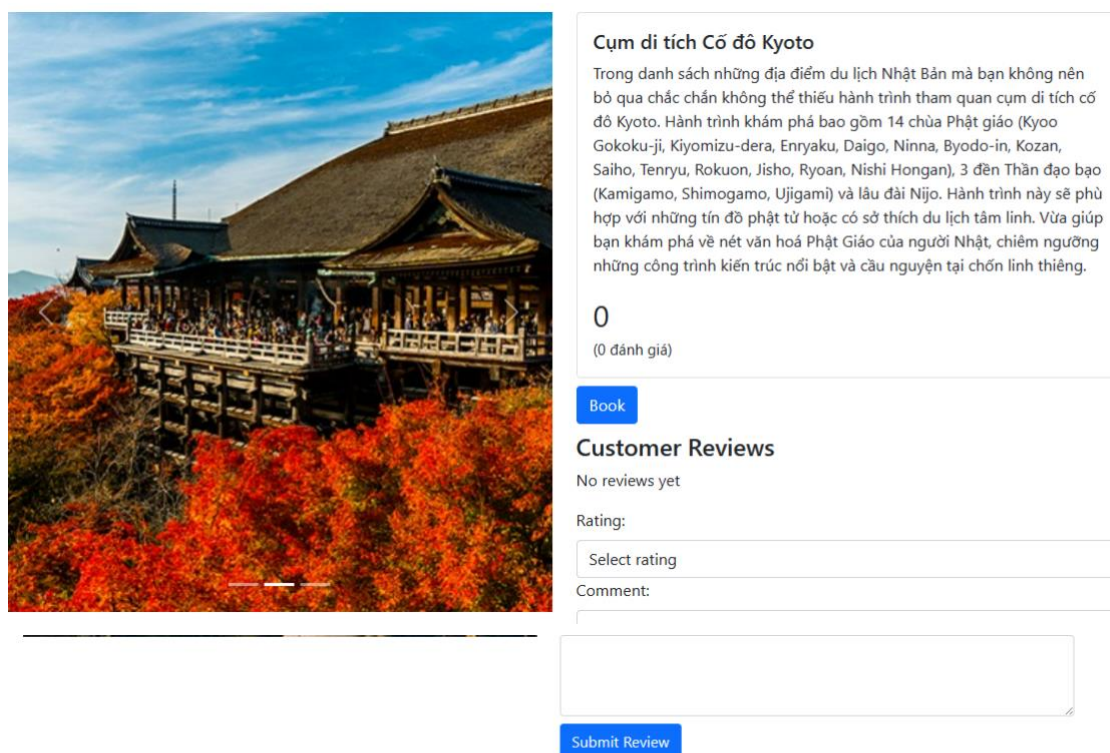 Cụm di tích Cố đô Kyoto
Trong danh sách những địa điểm du lịch Nhật Bản mà bạn không nên
bỏ qua chắc chắn không thể thiếu hành trình tham quan cụm di tích cố
đô Kyoto. Hành trình khám phá bao gồm 14 chùa Phật giáo (Kyoo
Gokoku-ji, Kiyomizu-dera, Enryaku, Daigo, Ninna, Byodo-in, Kozan,
Saiho, Tenryu, Rokuon, Jisho, Ryoan, Nishi Hongan), 3 đền Thần đạo bạo
(Kamigamo, Shimogamo, Ujigami) và lâu đài Nijo. Hành trình này sẽ phù
hợp với những tín đồ phật tử hoặc có sở thích du lịch tâm linh. Vừa giúp
bạn khám phá về nét văn hoá Phật Giáo của người Nhật, chiêm ngưỡng
những công trình kiến trúc nổi bật và cầu nguyện tại chốn linh thiêng.
0
(0 đánh giá)
Book
Customer Reviews
No reviews yet
Rating:
Select rating
Comment:
Submit Review